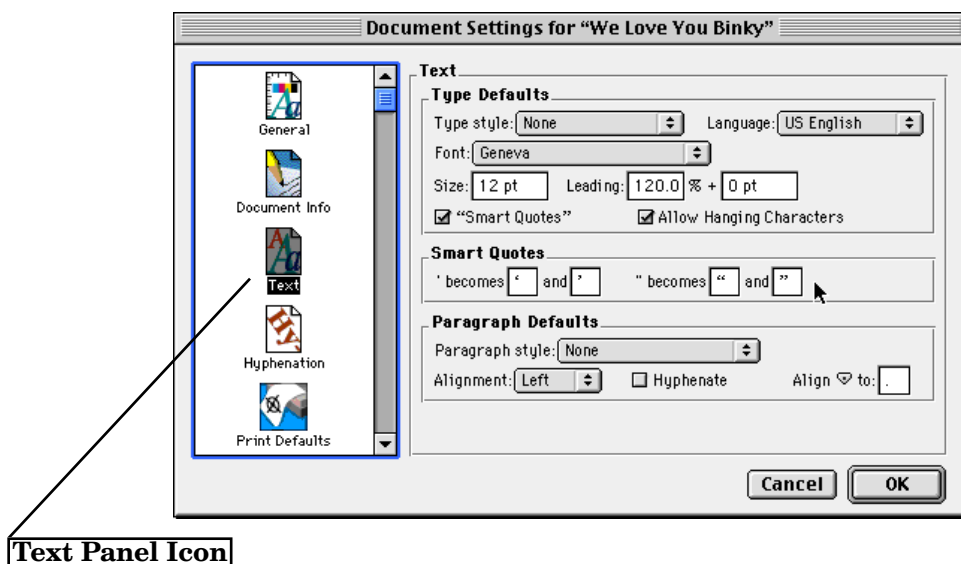 Document Settings for “We Love You Binky”
General
Document Info
Text
Hyphenation
Print Defaults
Text
Type Defaults
Type style: None Language: US English
Font: Geneva
Size: 12 pt Leading: 120.0 % + 0 pt
“Smart Quotes” Allow Hanging Characters
Smart Quotes
' becomes ‘ and ’ " becomes “ and ”
Paragraph Defaults
Paragraph style: None
Alignment: Left Hyphenate Align to: .
Cancel OK
Text Panel Icon